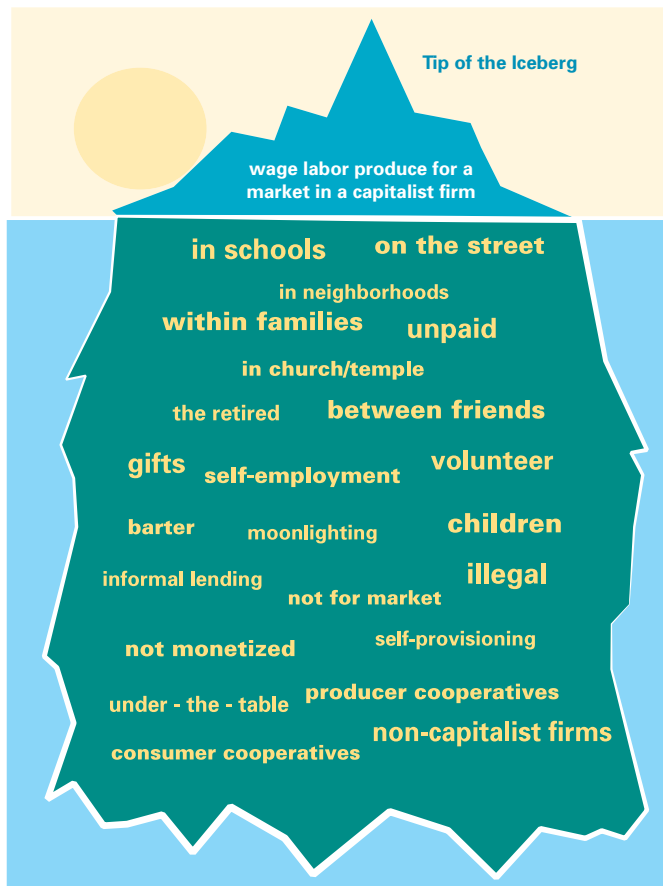 Tip of the Iceberg
wage labor produce for a
market in a capitalist firm
in schools
on the street
in neighborhoods
within families
unpaid
in church/temple
the retired
between friends
gifts
self-employment
volunteer
barter
moonlighting
children
informal lending
not for market
illegal
not monetized
self-provisioning
under - the - table
producer cooperatives
consumer cooperatives
non-capitalist firms